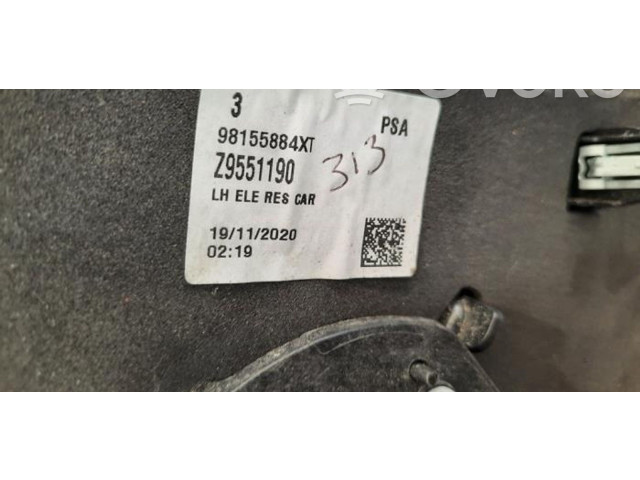 3
PSA
98155884XT
Z9551190
313
LH ELE RES CAR
19/11/2020
02:19